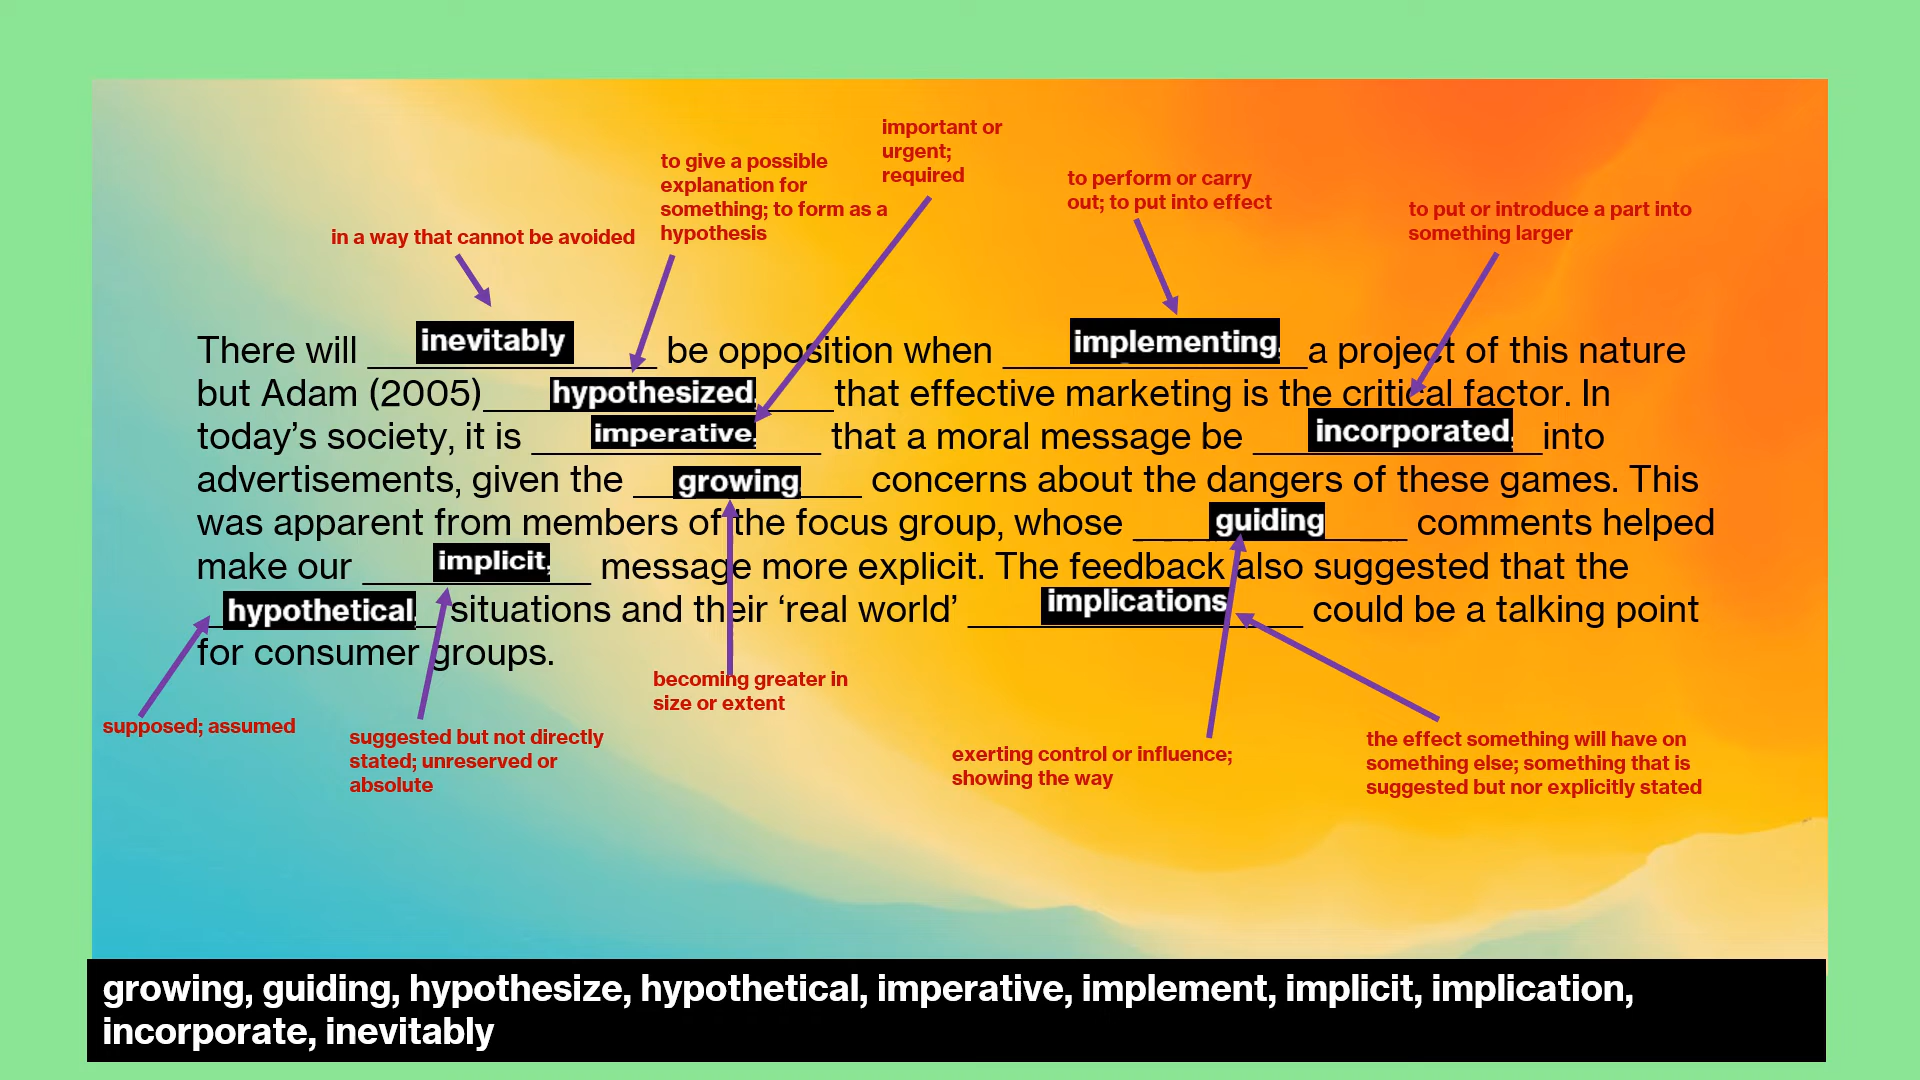 important or
urgent;
required
to give a possible
explanation for
something; to form as a
hypothesis
to perform or carry
out; to put into effect
to put or introduce a part into
something larger
in a way that cannot be avoided
There will inevitably be opposition when implementing, a project of this nature
but Adam (2005) hypothesized, that effective marketing is the critical factor. In
today’s society, it is imperative, that a moral message be incorporated, into
advertisements, given the growing, concerns about the dangers of these games. This
was apparent from members of the focus group, whose guiding comments helped
make our implicit, message more explicit. The feedback also suggested that the
hypothetical, situations and their ‘real world’ implications could be a talking point
for consumer groups.
becoming greater in
size or extent
supposed; assumed
suggested but not directly
stated; unreserved or
absolute
exerting control or influence;
showing the way
the effect something will have on
something else; something that is
suggested but nor explicitly stated
growing, guiding, hypothesize, hypothetical, imperative, implement, implicit, implication,
incorporate, inevitably